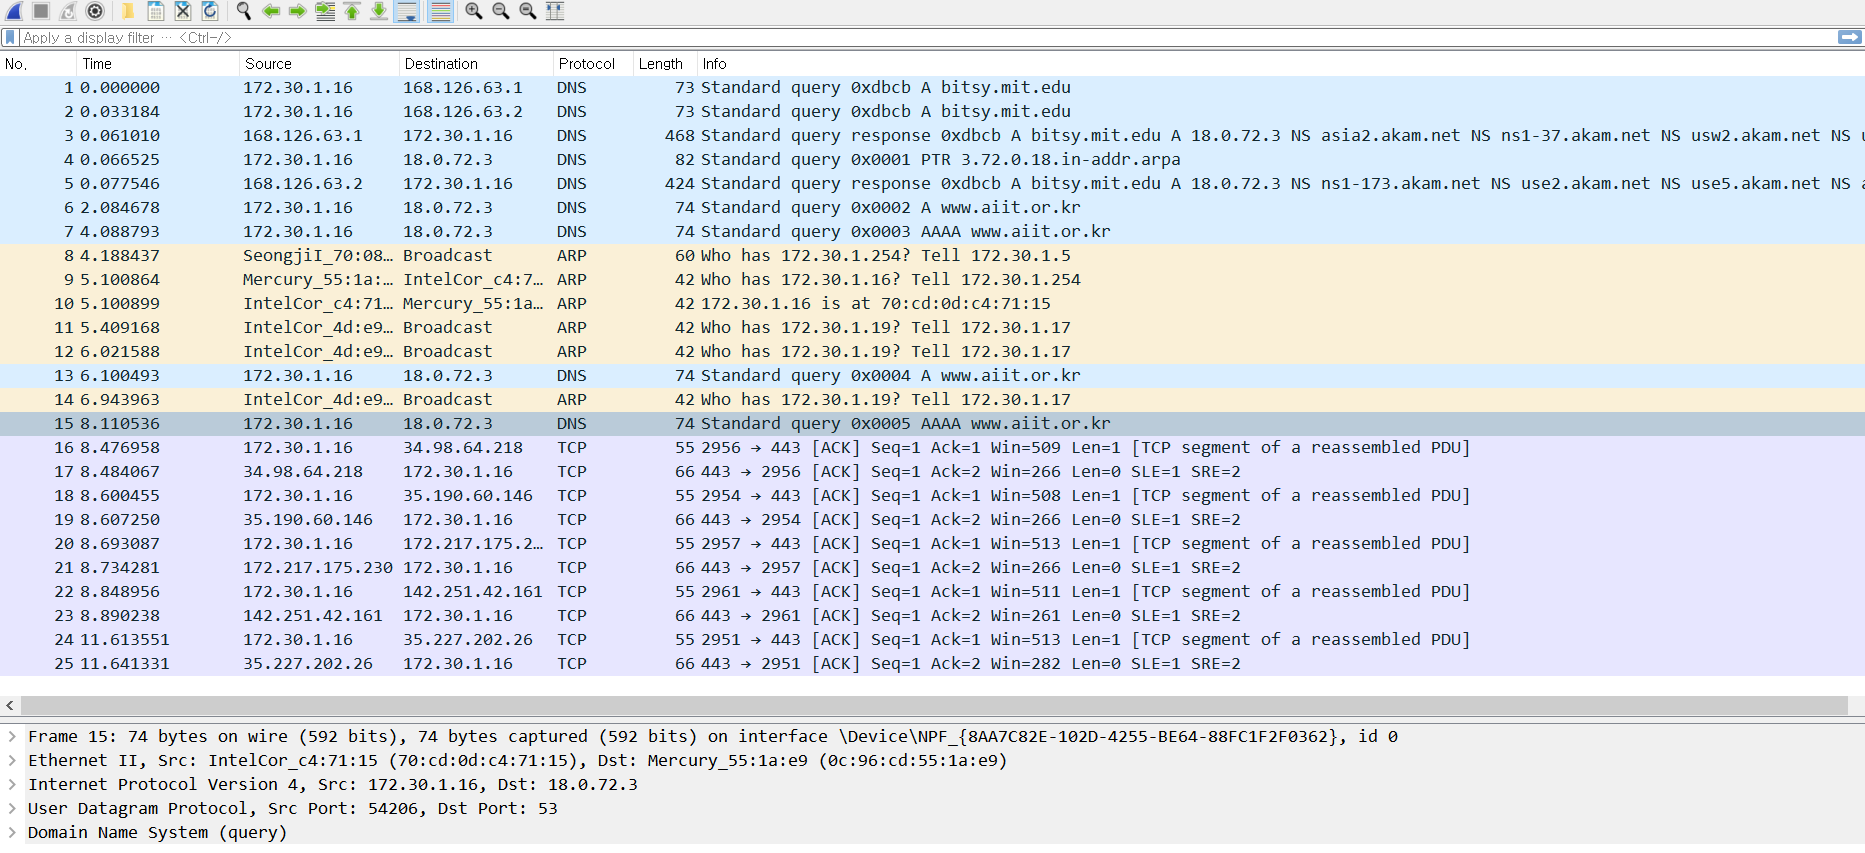 Apply a display filter ... <Ctrl-/>
No. Time Source Destination Protocol Length Info
1 0.000000 172.30.1.16 168.126.63.1 DNS 73 Standard query 0xdbcb A bitsy.mit.edu
2 0.033184 172.30.1.16 168.126.63.2 DNS 73 Standard query 0xdbcb A bitsy.mit.edu
3 0.061010 168.126.63.1 172.30.1.16 DNS 468 Standard query response 0xdbcb A bitsy.mit.edu A 18.0.72.3 NS asia2.akam.net NS ns1-37.akam.net NS usw2.akam.net NS
4 0.066525 172.30.1.16 18.0.72.3 DNS 82 Standard query 0x0001 PTR 3.72.0.18.in-addr.arpa
5 0.077546 168.126.63.2 172.30.1.16 DNS 424 Standard query response 0xdbcb A bitsy.mit.edu A 18.0.72.3 NS ns1-173.akam.net NS use2.akam.net NS use5.akam.net NS
6 2.084678 172.30.1.16 18.0.72.3 DNS 74 Standard query 0x0002 A www.aiit.or.kr
7 4.088793 172.30.1.16 18.0.72.3 DNS 74 Standard query 0x0003 AAAA www.aiit.or.kr
8 4.188437 SeongjiI_70:08... Broadcast ARP 60 Who has 172.30.1.254? Tell 172.30.1.5
9 5.100864 Mercury_55:1a:... IntelCor_c4:7... ARP 42 Who has 172.30.1.16? Tell 172.30.1.254
10 5.100899 IntelCor_c4:71... Mercury_55:1a... ARP 42 172.30.1.16 is at 70:cd:0d:c4:71:15
11 5.409168 IntelCor_4d:e9... Broadcast ARP 42 Who has 172.30.1.19? Tell 172.30.1.17
12 6.021588 IntelCor_4d:e9... Broadcast ARP 42 Who has 172.30.1.19? Tell 172.30.1.17
13 6.100493 172.30.1.16 18.0.72.3 DNS 74 Standard query 0x0004 A www.aiit.or.kr
14 6.943963 IntelCor_4d:e9... Broadcast ARP 42 Who has 172.30.1.19? Tell 172.30.1.17
15 8.110536 172.30.1.16 18.0.72.3 DNS 74 Standard query 0x0005 AAAA www.aiit.or.kr
16 8.476958 172.30.1.16 34.98.64.218 TCP 55 2956 → 443 [ACK] Seq=1 Ack=1 Win=509 Len=1 [TCP segment of a reassembled PDU]
17 8.484067 34.98.64.218 172.30.1.16 TCP 66 443 → 2956 [ACK] Seq=1 Ack=2 Win=266 Len=0 SLE=1 SRE=2
18 8.600455 172.30.1.16 35.190.60.146 TCP 55 2954 → 443 [ACK] Seq=1 Ack=1 Win=508 Len=1 [TCP segment of a reassembled PDU]
19 8.607250 35.190.60.146 172.30.1.16 TCP 66 443 → 2954 [ACK] Seq=1 Ack=2 Win=266 Len=0 SLE=1 SRE=2
20 8.693087 172.30.1.16 172.217.175.2... TCP 55 2957 → 443 [ACK] Seq=1 Ack=1 Win=513 Len=1 [TCP segment of a reassembled PDU]
21 8.734281 172.217.175.230 172.30.1.16 TCP 66 443 → 2957 [ACK] Seq=1 Ack=2 Win=266 Len=0 SLE=1 SRE=2
22 8.848956 172.30.1.16 142.251.42.161 TCP 55 2961 → 443 [ACK] Seq=1 Ack=1 Win=511 Len=1 [TCP segment of a reassembled PDU]
23 8.890238 142.251.42.161 172.30.1.16 TCP 66 443 → 2961 [ACK] Seq=1 Ack=2 Win=261 Len=0 SLE=1 SRE=2
24 11.613551 172.30.1.16 35.227.202.26 TCP 55 2951 → 443 [ACK] Seq=1 Ack=1 Win=513 Len=1 [TCP segment of a reassembled PDU]
25 11.641331 35.227.202.26 172.30.1.16 TCP 66 443 → 2951 [ACK] Seq=1 Ack=2 Win=282 Len=0 SLE=1 SRE=2
Frame 15: 74 bytes on wire (592 bits), 74 bytes captured (592 bits) on interface \Device\NPF_{8AA7C82E-102D-4255-BE64-88FC1F2F0362}, id 0
Ethernet II, Src: IntelCor_c4:71:15 (70:cd:0d:c4:71:15), Dst: Mercury_55:1a:e9 (0c:96:cd:55:1a:e9)
Internet Protocol Version 4, Src: 172.30.1.16, Dst: 18.0.72.3
User Datagram Protocol, Src Port: 54206, Dst Port: 53
Domain Name System (query)